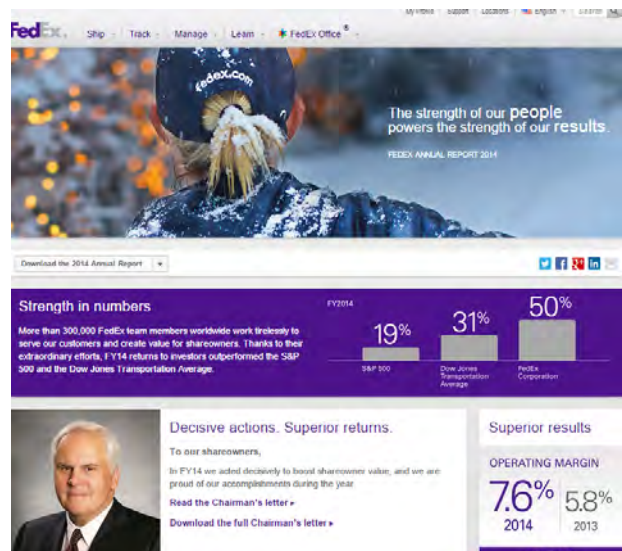 My Profile Support Locations English Search
FedEx Ship Track Manage Learn FedEx Office ®
fedex.com
The strength of our people
powers the strength of our results.
FEDEX ANNUAL REPORT 2014
Download the 2014 Annual Report
Strength in numbers
More than 300,000 FedEx team members worldwide work tirelessly to
serve our customers and create value for shareowners. Thanks to their
extraordinary efforts, FY14 returns to investors outperformed the S&P
500 and the Dow Jones Transportation Average.
FY2014
19% 31% 50%
S&P 500
Dow Jones
Transportation
Average
FedEx
Corporation
Decisive actions. Superior returns.
To our shareowners,
In FY14 we acted decisively to boost shareowner value, and we are
proud of our accomplishments during the year
Read the Chairman's letter
Download the full Chairman's letter
Superior results
OPERATING MARGIN
7.6% 5.8%
2014 2013